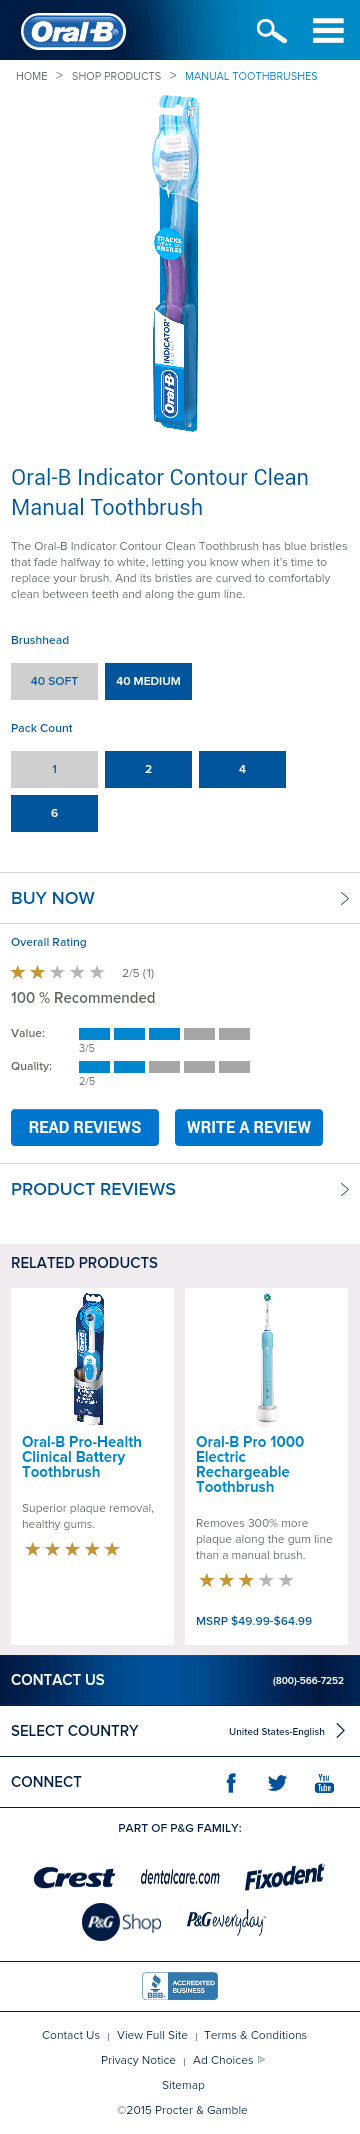 Oral-B
HOME > SHOP PRODUCTS > MANUAL TOOTHBRUSHES
TRACKS
BRISTLES
INDICATOR
Oral-B
Oral-B Indicator Contour Clean
Manual Toothbrush
The Oral-B Indicator Contour Clean Toothbrush has blue bristles
that fade halfway to white, letting you know when it's time to
replace your brush. And its bristles are curved to comfortably
clean between teeth and along the gum line.
Brushhead
40 SOFT 40 MEDIUM
Pack Count
1 2 4
6
BUY NOW
Overall Rating
2/5 (1)
100 % Recommended
Value:
3/5
Quality:
2/5
READ REVIEWS WRITE A REVIEW
PRODUCT REVIEWS
RELATED PRODUCTS
Oral-B Pro-Health
Clinical Battery
Toothbrush
Superior plaque removal,
healthy gums.
Oral-B Pro 1000
Electric
Rechargeable
Toothbrush
Removes 300% more
plaque along the gum line
than a manual brush.
MSRP $49.99-$64.99
CONTACT US (800)-566-7252
SELECT COUNTRY United States-English
CONNECT You Tube
PART OF P&G FAMILY:
Crest dentalcare.com Fixodent
P&G Shop P&G everyday
BBB. ACCREDITED BUSINESS
Contact Us | View Full Site | Terms & Conditions
Privacy Notice | Ad Choices
Sitemap
©2015 Procter & Gamble